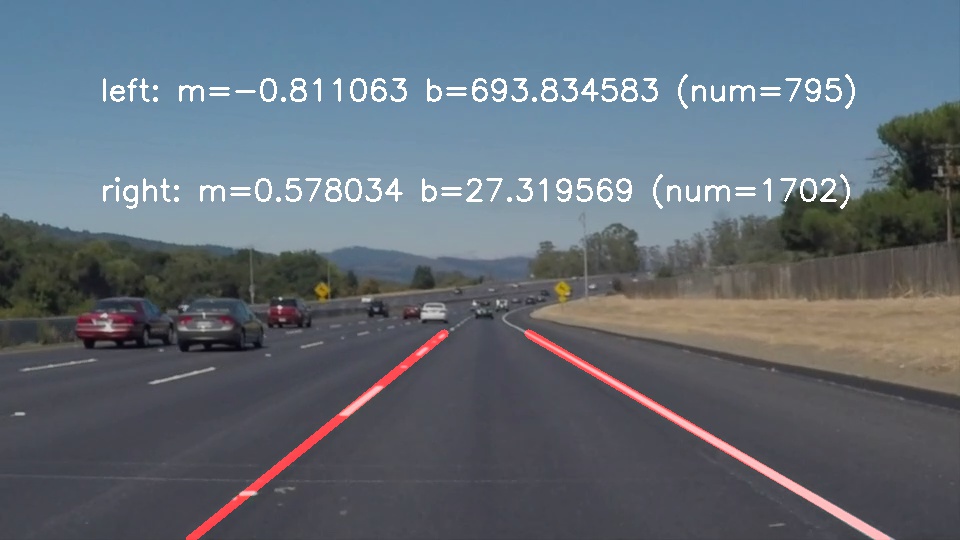 left: m=-0.811063 b=693.834583 (num=795)
right: m=0.578034 b=27.319569 (num=1702)